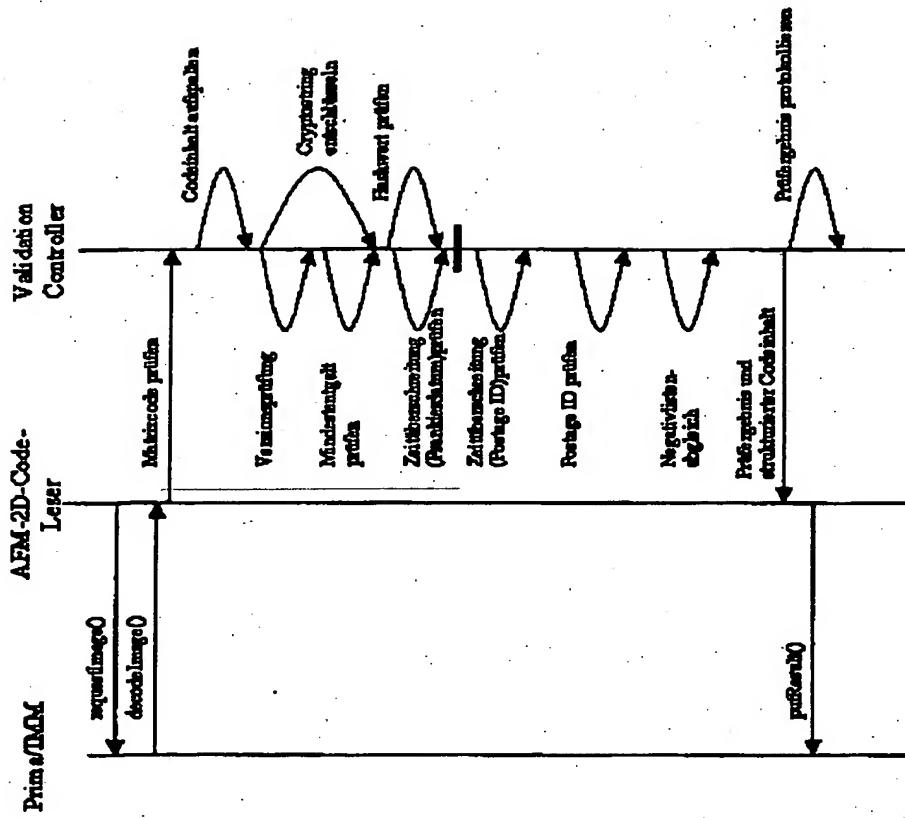 Prima/IMM
AFM-2D-Code-
Leser
Validation
Controller
requestImage()
decodeImage()
Matrixcode prüfen
Codeinhalt aufspalten
Versionsprüfung
Cryptostring
entschlüsseln
Mindestentgelt
prüfen
Hashwert prüfen
Zeitüberschreitung
(Frankierdatum)prüfen
Zeitüberschreitung
(Postage ID)prüfen
Postage ID prüfen
Negativlisten-
abgleich
Prüfergebnis und
strukturierter Codeinhalt
Prüfergebnis protokollieren
putResult()